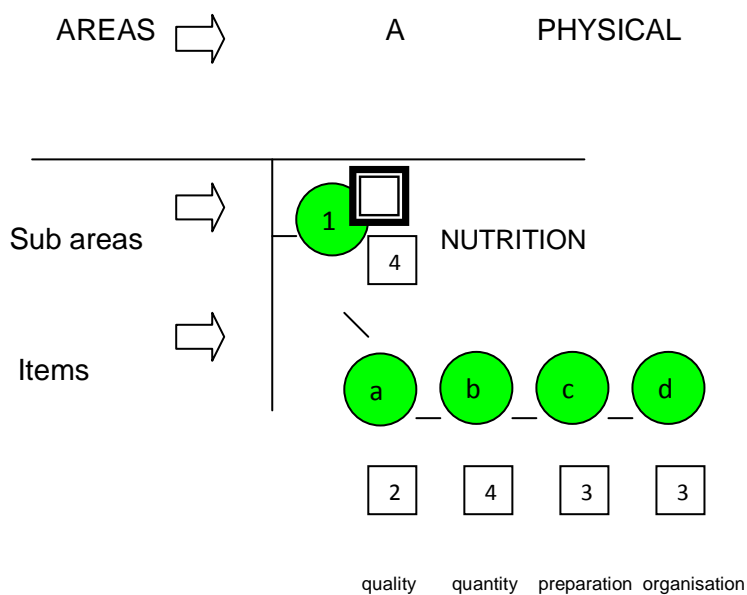 AREAS A PHYSICAL
1
Sub areas 4 NUTRITION
Items a b c d
2 4 3 3
quality quantity preparation organisation